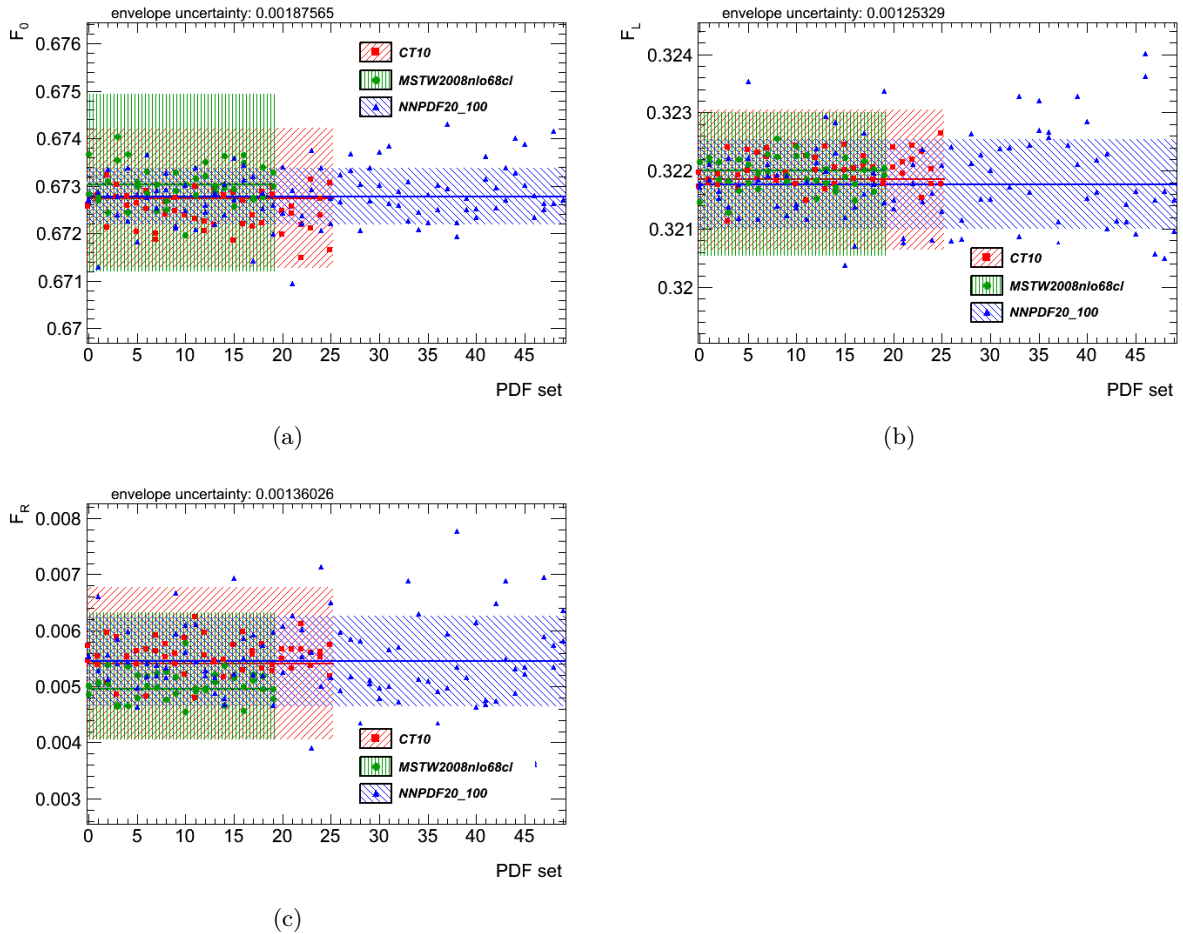 envelope uncertainty: 0.00187565
F0
0.676
0.675
0.674
0.673
0.672
0.671
0.67
CT10
MSTW2008nlo68cl
NNPDF20_100
0 5 10 15 20 25 30 35 40 45
PDF set
(a)
envelope uncertainty: 0.00125329
FL
0.324
0.323
0.322
0.321
0.32
CT10
MSTW2008nlo68cl
NNPDF20_100
0 5 10 15 20 25 30 35 40 45
PDF set
(b)
envelope uncertainty: 0.00136026
FR
0.008
0.007
0.006
0.005
0.004
0.003
CT10
MSTW2008nlo68cl
NNPDF20_100
0 5 10 15 20 25 30 35 40 45
PDF set
(c)